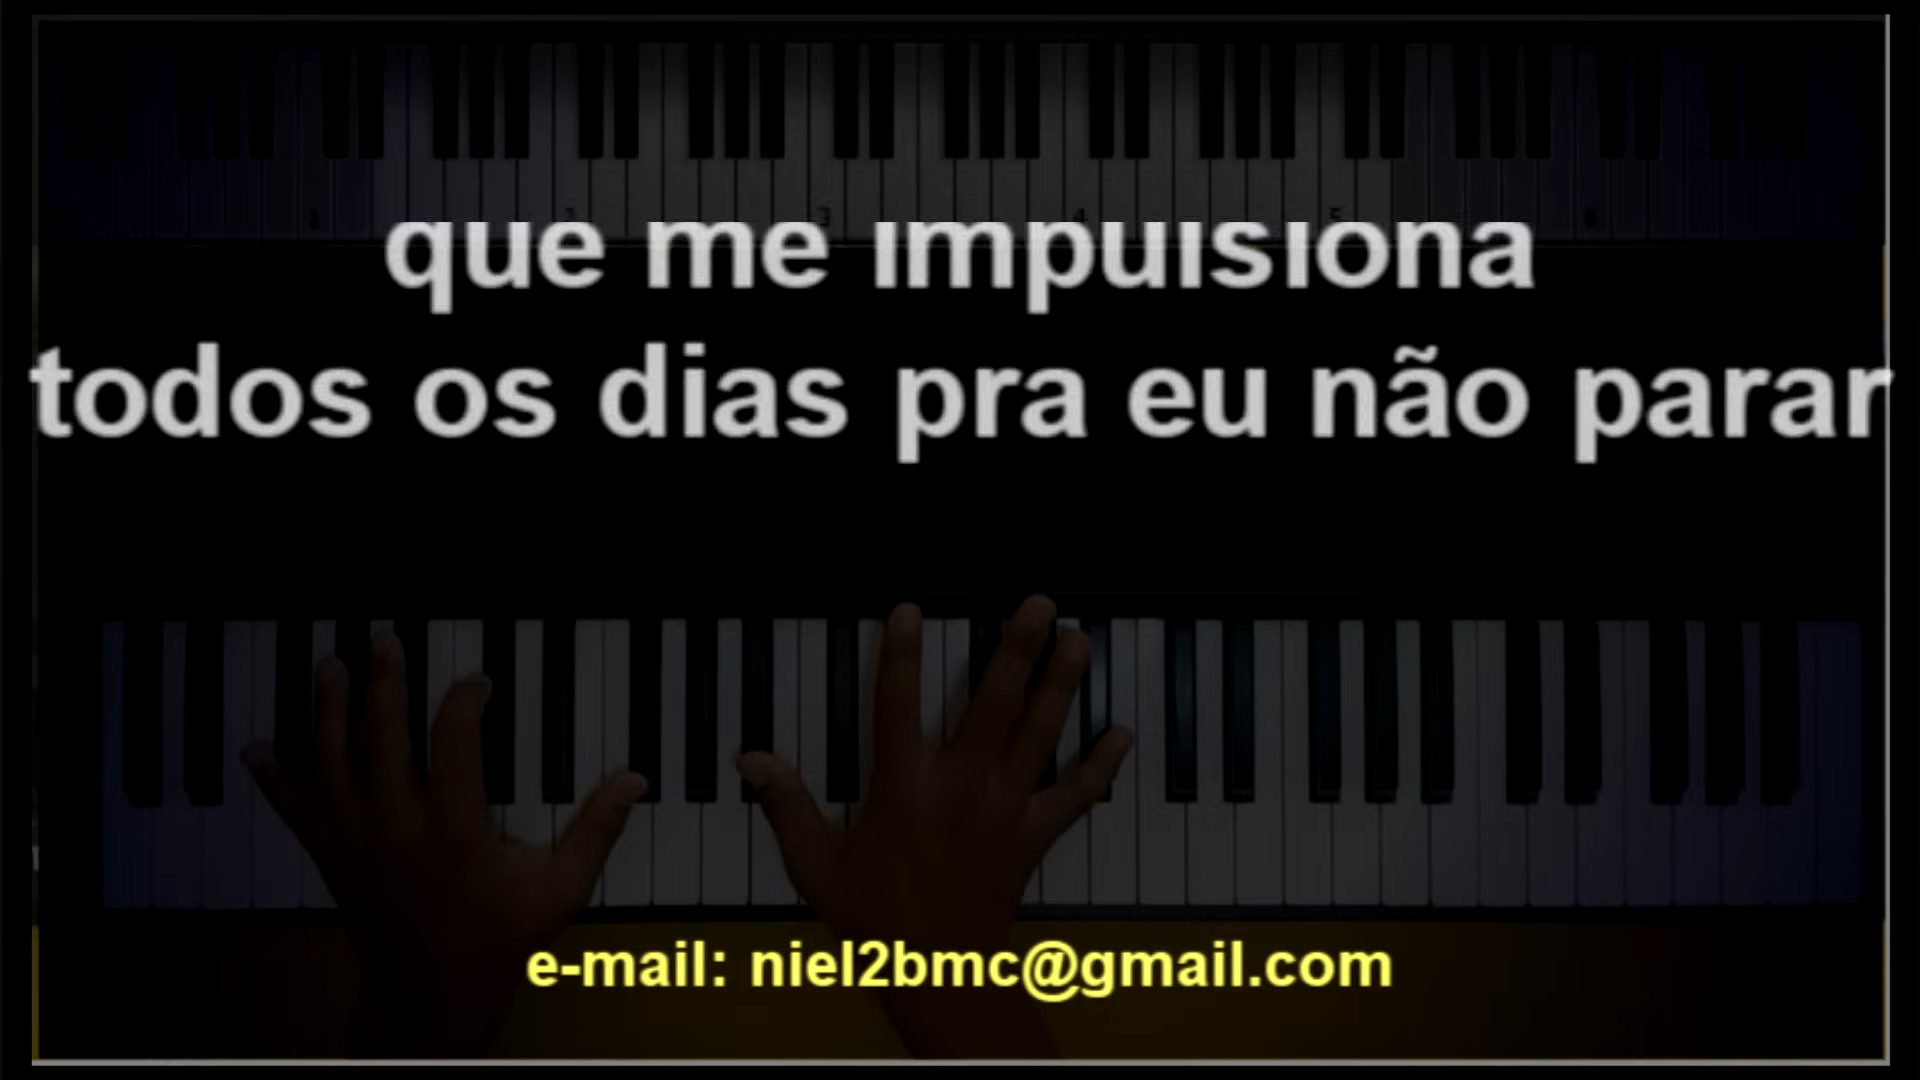 que me impulsiona
todos os dias pra eu não parar
e-mail: niel2bmc@gmail.com